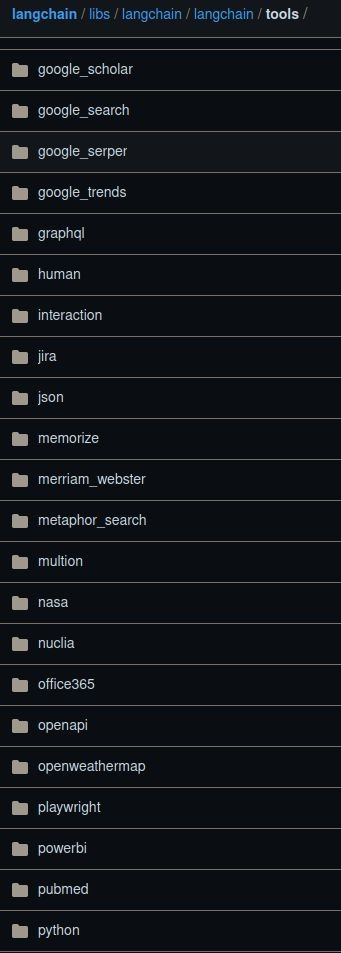 langchain / libs / langchain / langchain / tools /
google_scholar
google_search
google_serper
google_trends
graphql
human
interaction
jira
json
memorize
merriam_webster
metaphor_search
multion
nasa
nuclia
office365
openapi
openweathermap
playwright
powerbi
pubmed
python